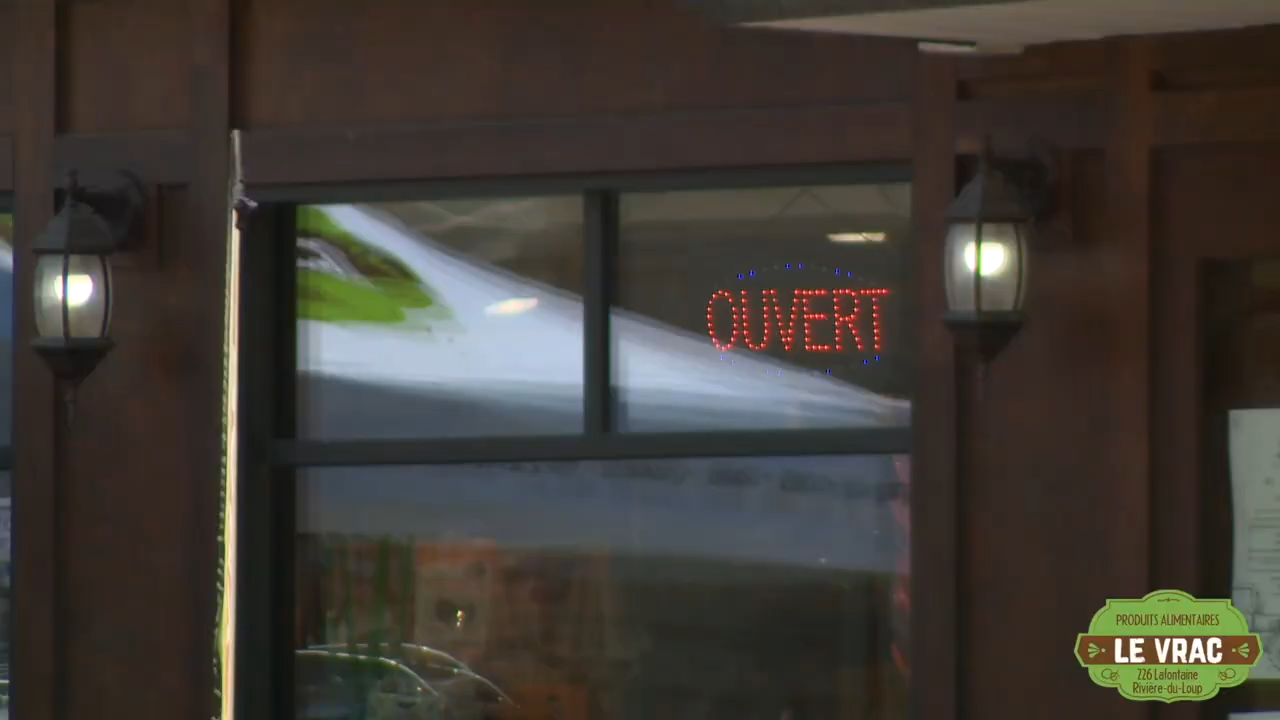 OUVERT
PRODUITS ALIMENTAIRES
LE VRAC
226 Lafontaine
Rivière-du-Loup